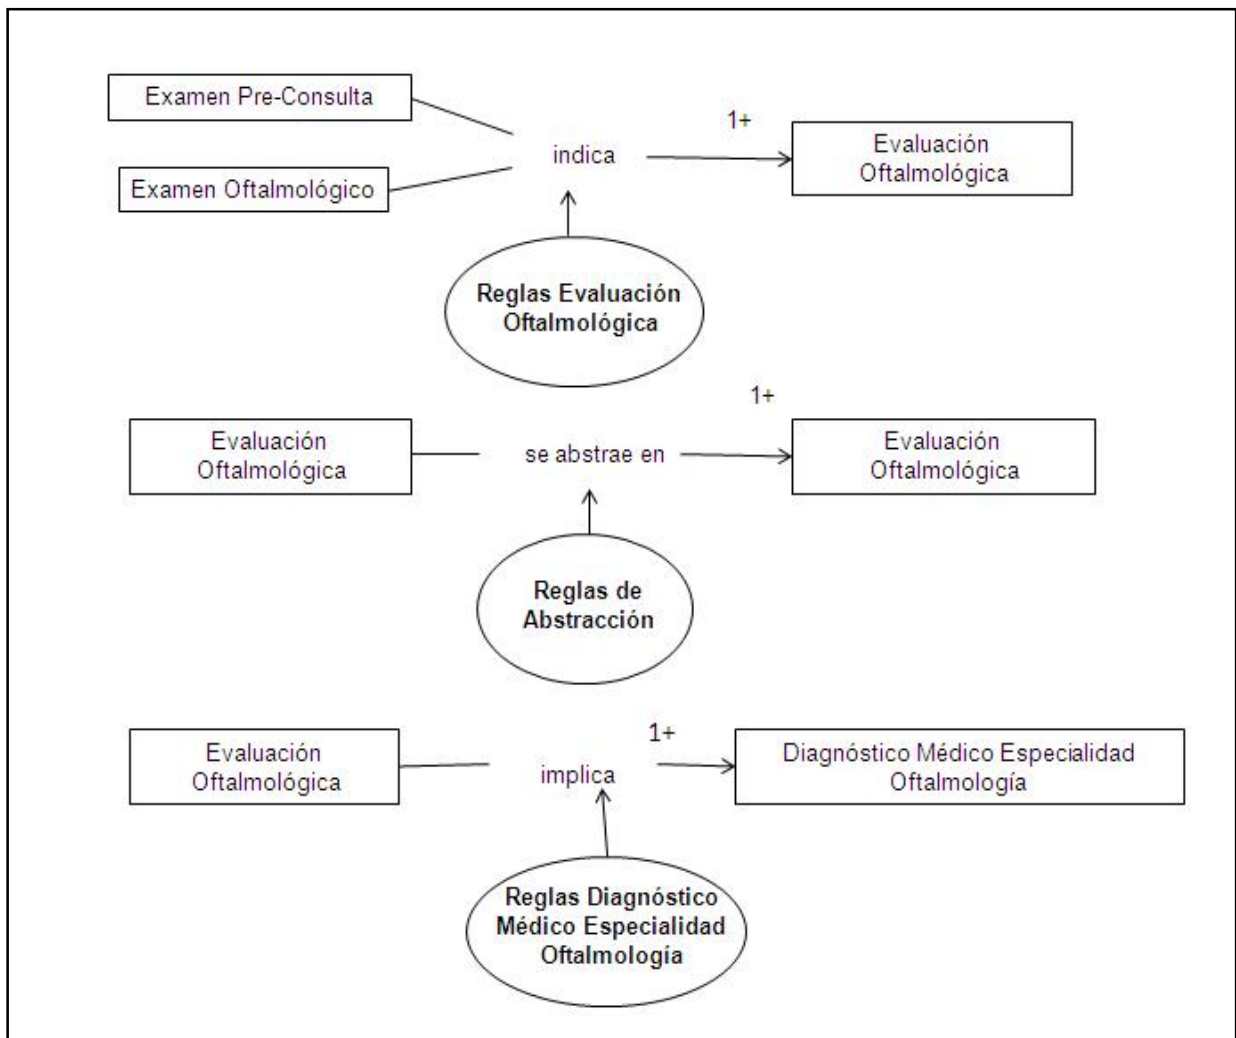 Examen Pre-Consulta
Examen Oftalmológico
indica
1+
Evaluación
Oftalmológica
Reglas Evaluación
Oftalmológica
Evaluación
Oftalmológica
se abstrae en
1+
Evaluación
Oftalmológica
Reglas de
Abstracción
Evaluación
Oftalmológica
implica
1+
Diagnóstico Médico Especialidad
Oftalmología
Reglas Diagnóstico
Médico Especialidad
Oftalmología